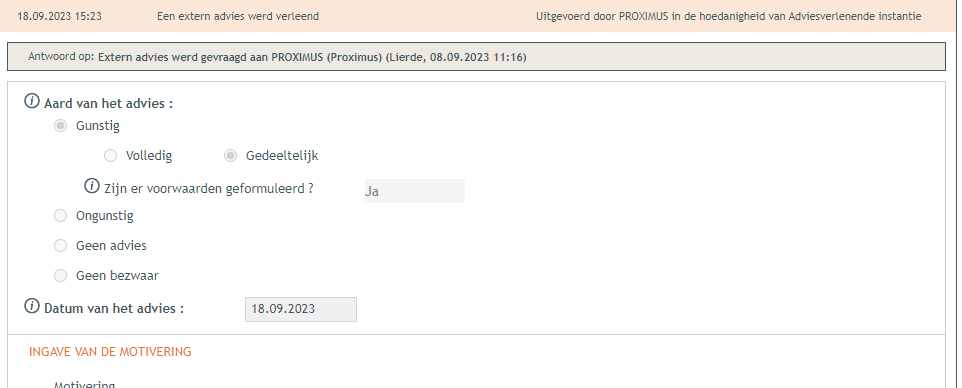 18.09.2023 15:23 Een extern advies werd verleend Uitgevoerd door PROXIMUS in de hoedanigheid van Adviesverlenende instantie
Antwoord op: Extern advies werd gevraagd aan PROXIMUS (Proximus) (Lierde, 08.09.2023 11:16)
Aard van het advies :
Gunstig
Volledig Gedeeltelijk
Zijn er voorwaarden geformuleerd ? Ja
Ongunstig
Geen advies
Geen bezwaar
Datum van het advies : 18.09.2023
INGAVE VAN DE MOTIVERING
Motivering